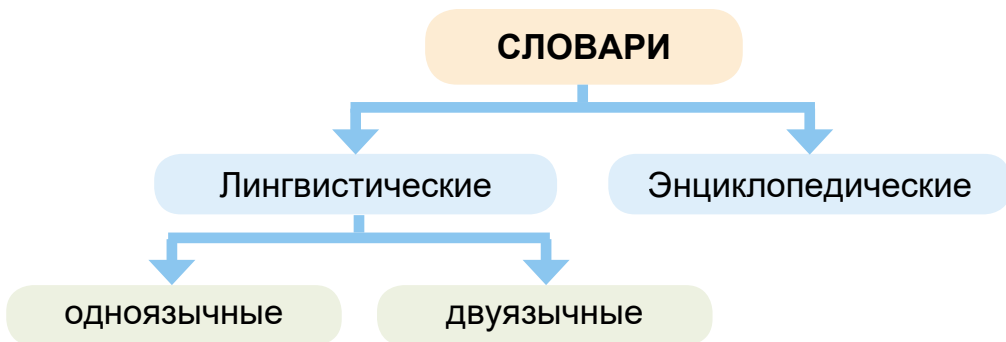 СЛОВАРИ
Лингвистические
Энциклопедические
одноязычные
двуязычные